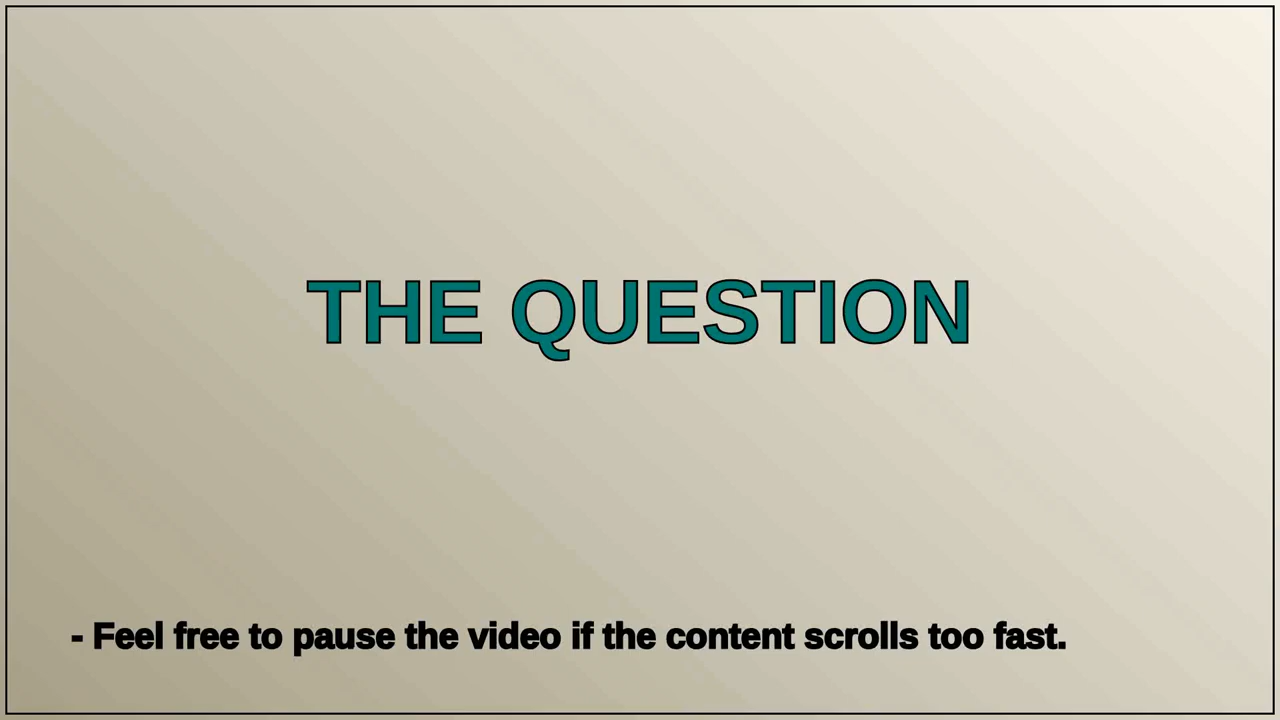 THE QUESTION
- Feel free to pause the video if the content scrolls too fast.